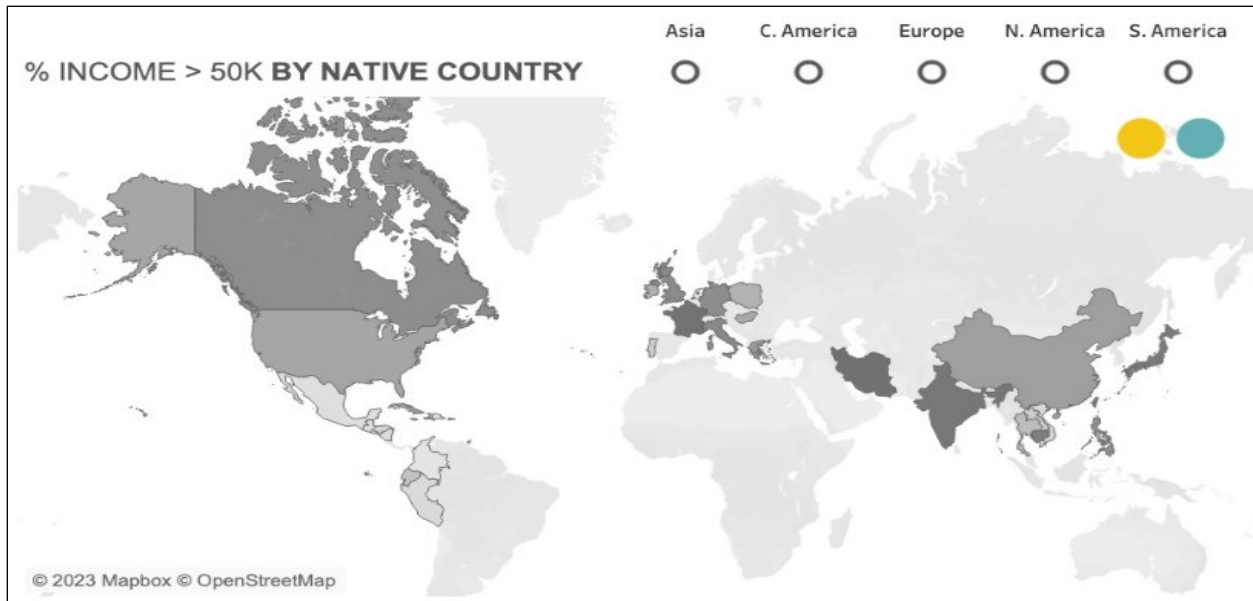 Asia C. America Europe N. America S. America
% INCOME > 50K BY NATIVE COUNTRY
© 2023 Mapbox © OpenStreetMap